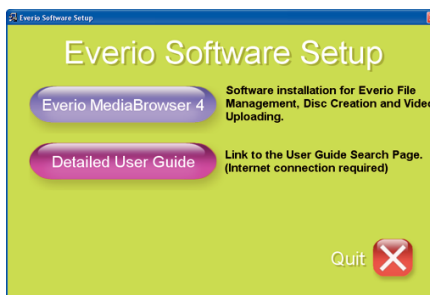 Everio Software Setup
Everio Software Setup
Everio MediaBrowser 4
Software installation for Everio File
Management, Disc Creation and Video
Uploading.
Detailed User Guide
Link to the User Guide Search Page.
(Internet connection required)
Quit